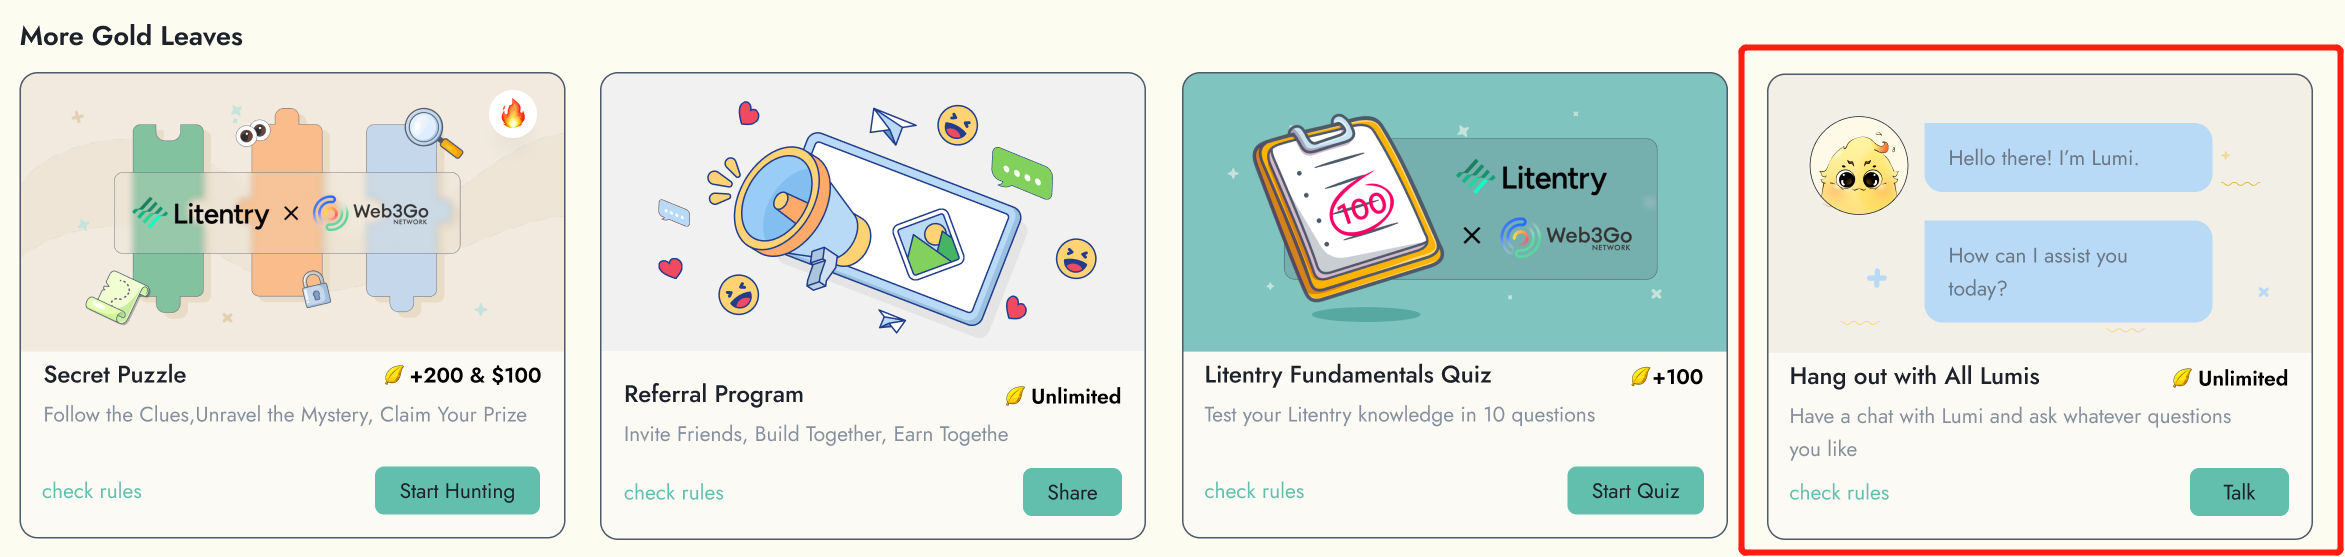 More Gold Leaves
Litentry × Web3Go
NETWORK
Secret Puzzle
+200 & $100
Follow the Clues,Unravel the Mystery, Claim Your Prize
check rules
Start Hunting
Referral Program
Unlimited
Invite Friends, Build Together, Earn Togethe
check rules
Share
100
Litentry
× Web3Go
NETWORK
Litentry Fundamentals Quiz
+100
Test your Litentry knowledge in 10 questions
check rules
Start Quiz
Hello there! I’m Lumi.
How can I assist you
today?
Hang out with All Lumis
Unlimited
Have a chat with Lumi and ask whatever questions
you like
check rules
Talk